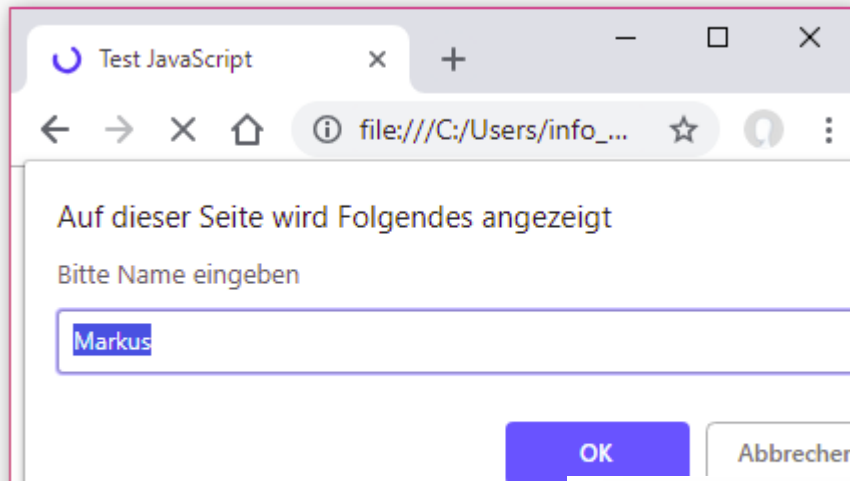 Test JavaScript
file:///C:/Users/info_...
Auf dieser Seite wird Folgendes angezeigt
Bitte Name eingeben
Markus
OK Abbrechen